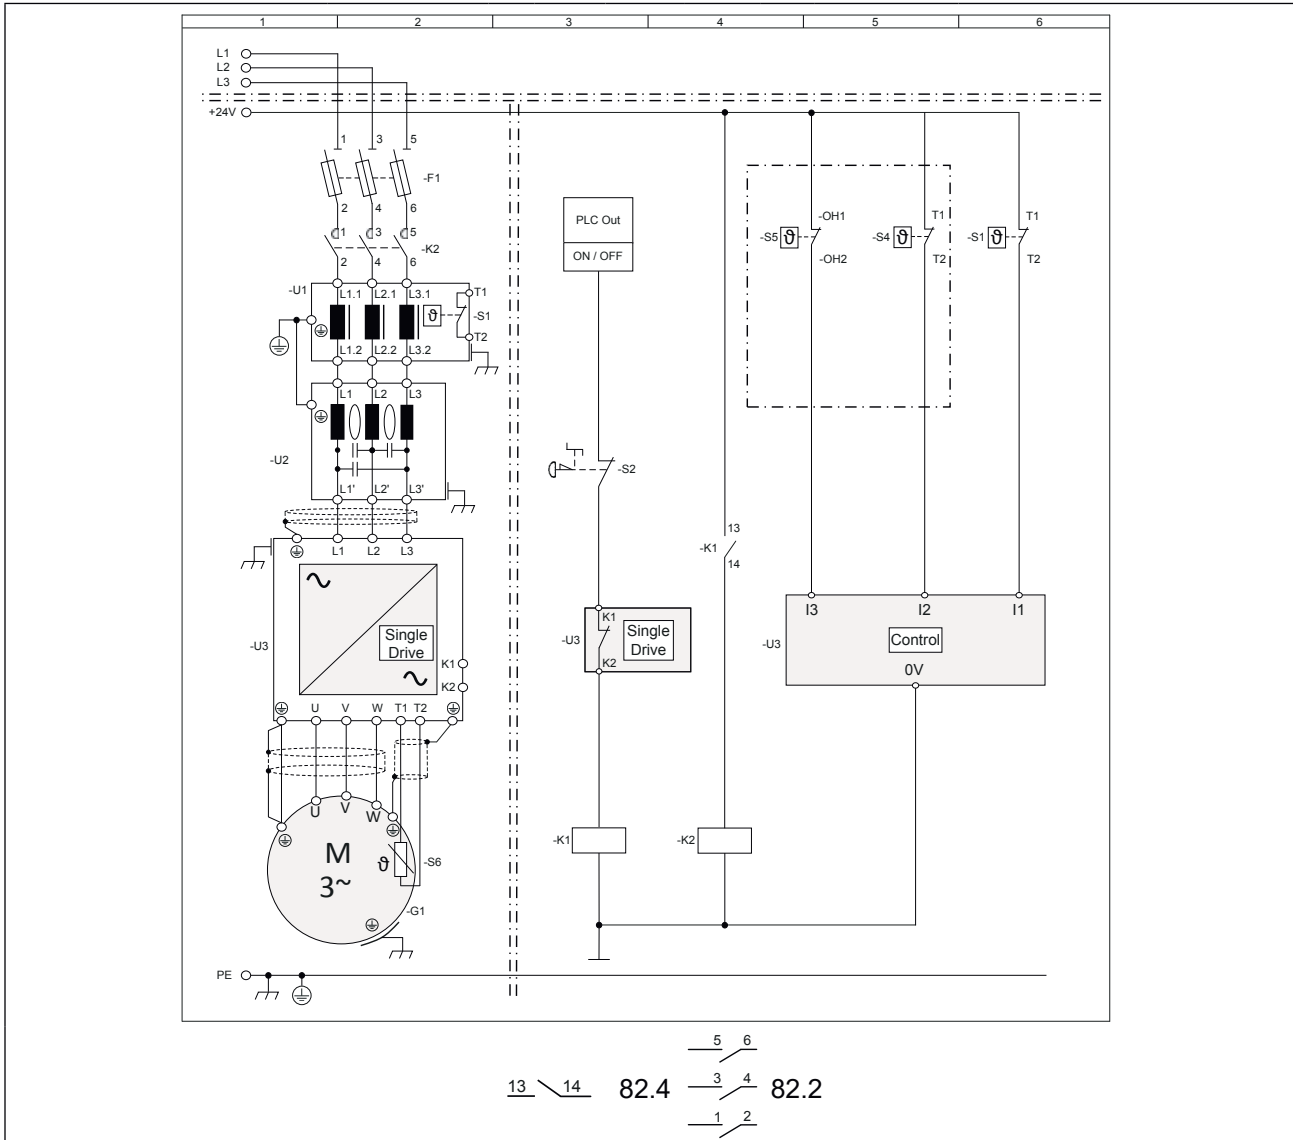 1 2 3 4 5 6
L1
L2
L3
+24V
1 3 5
-F1
2 4 6
1 3 5
-K2
2 4 6
-U1
L1.1 L2.1 L3.1
T1
ϑ
-S1
T2
L1.2 L2.2 L3.2
L1 L2 L3
-U2
L1' L2' L3'
L1 L2 L3
Single
Drive
-U3
K1
K2
U V W T1 T2
U V W
M
3~
ϑ
-S6
-G1
PE
PLC Out
ON / OFF
-S2
K1
-U3
Single
Drive
K2
-K1
13
-K1
14
-K2
-OH1
-S5 ϑ
-OH2
T1
-S4 ϑ
T2
T1
-S1 ϑ
T2
I3 I2 I1
-U3
Control
0V
5 6
13 14 82.4 3 4 82.2
1 2